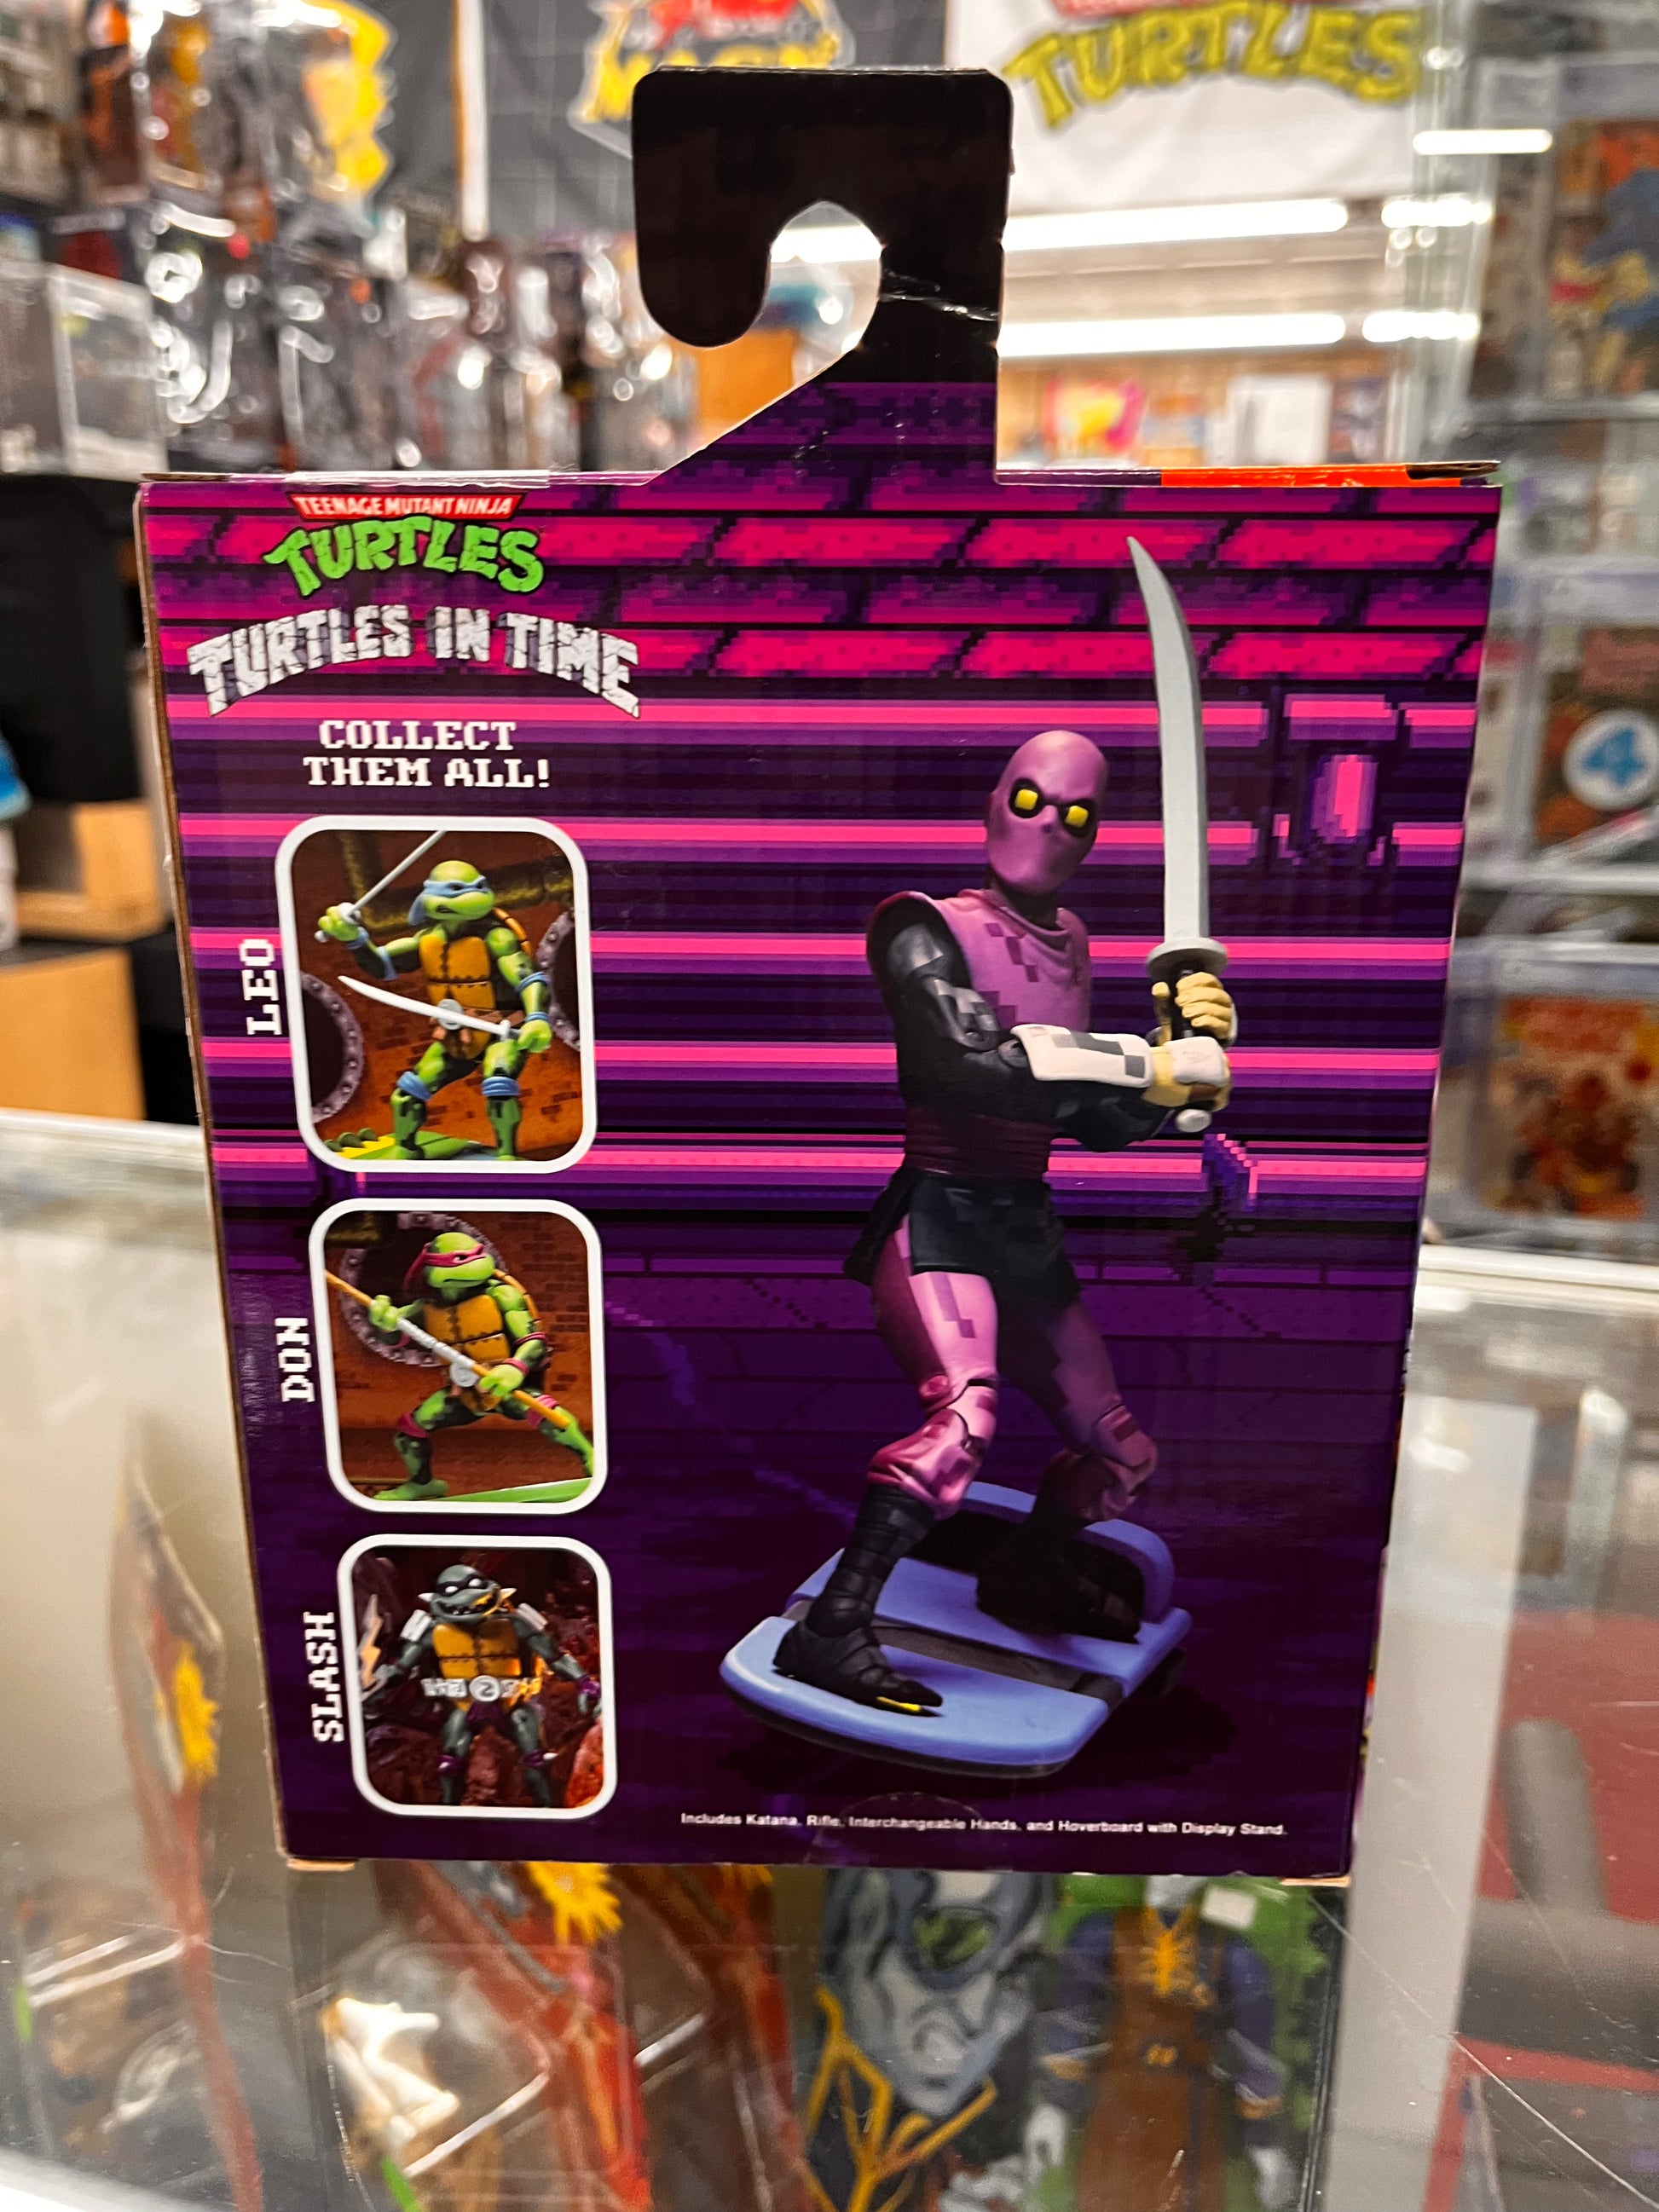 TURTLES
TEENAGE MUTANT NINJA
TURTLES
TURTLES IN TIME
COLLECT
THEM ALL!
LEO
DON
SLASH
Includes Katana, Rifle, Interchangeable Hands, and Hoverboard with Display Stand.
4